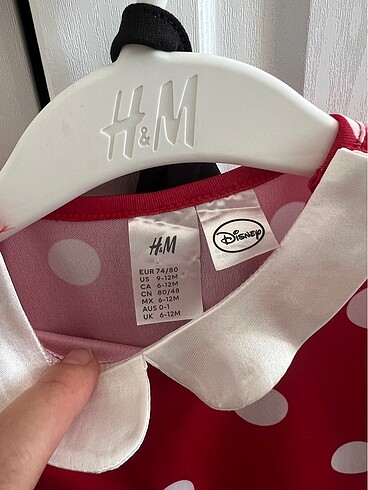 H&M
H&M
EUR 74/80
US 9-12M
CA 6-12M
CN 80/48
MX 6-12M
AUS 0-1
UK 6-12M
Disney